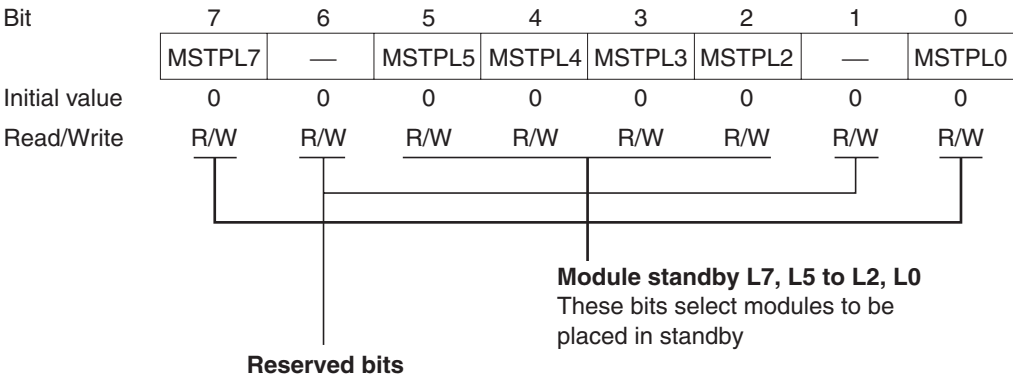 Bit 7 6 5 4 3 2 1 0
MSTPL7 — MSTPL5 MSTPL4 MSTPL3 MSTPL2 — MSTPL0
Initial value 0 0 0 0 0 0 0 0
Read/Write R/W R/W R/W R/W R/W R/W R/W R/W
Module standby L7, L5 to L2, L0
These bits select modules to be
placed in standby
Reserved bits